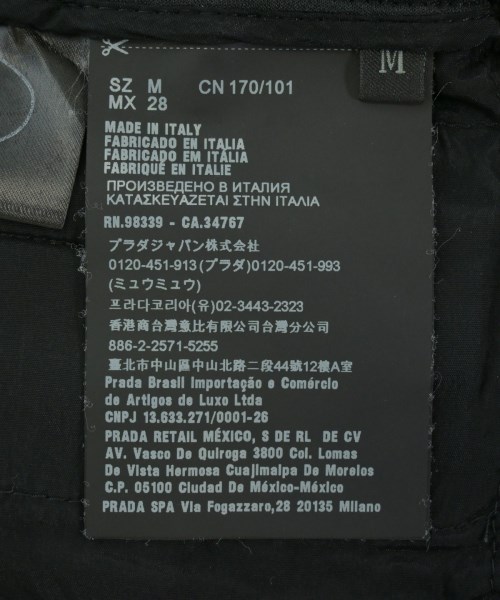 M
SZ M CN 170/101
MX 28
MADE IN ITALY
FABRICADO EN ITALIA
FABRICADO EM ITÁLIA
FABRIQUÉ EN ITALIE
ПРОИЗВЕДЕНО В ИТАЛИЯ
ΚΑΤΑΣΚΕΥΑΖΕΤΑΙ ΣΤΗΝ ΙΤΑΛΙΑ
RN.98339 - CA.34767
プラダジャパン株式会社
0120-451-913(プラダ)0120-451-993
(ミュウミュウ)
프라다코리아(유)02-3443-2323
香港商台灣意比有限公司台灣分公司
886-2-2571-5255
臺北市中山區中山北路二段44號12樓A室
Prada Brasil Importação e Comércio
de Artigos de Luxo Ltda
CNPJ 13.633.271/0001-26
PRADA RETAIL MÉXICO, S DE RL DE CV
AV. Vasco De Quiroga 3800 Col. Lomas
De Vista Hermosa Cuajimalpa De Morelos
C.P. 05100 Ciudad De México-México
PRADA SPA Via Fogazzaro,28 20135 Milano